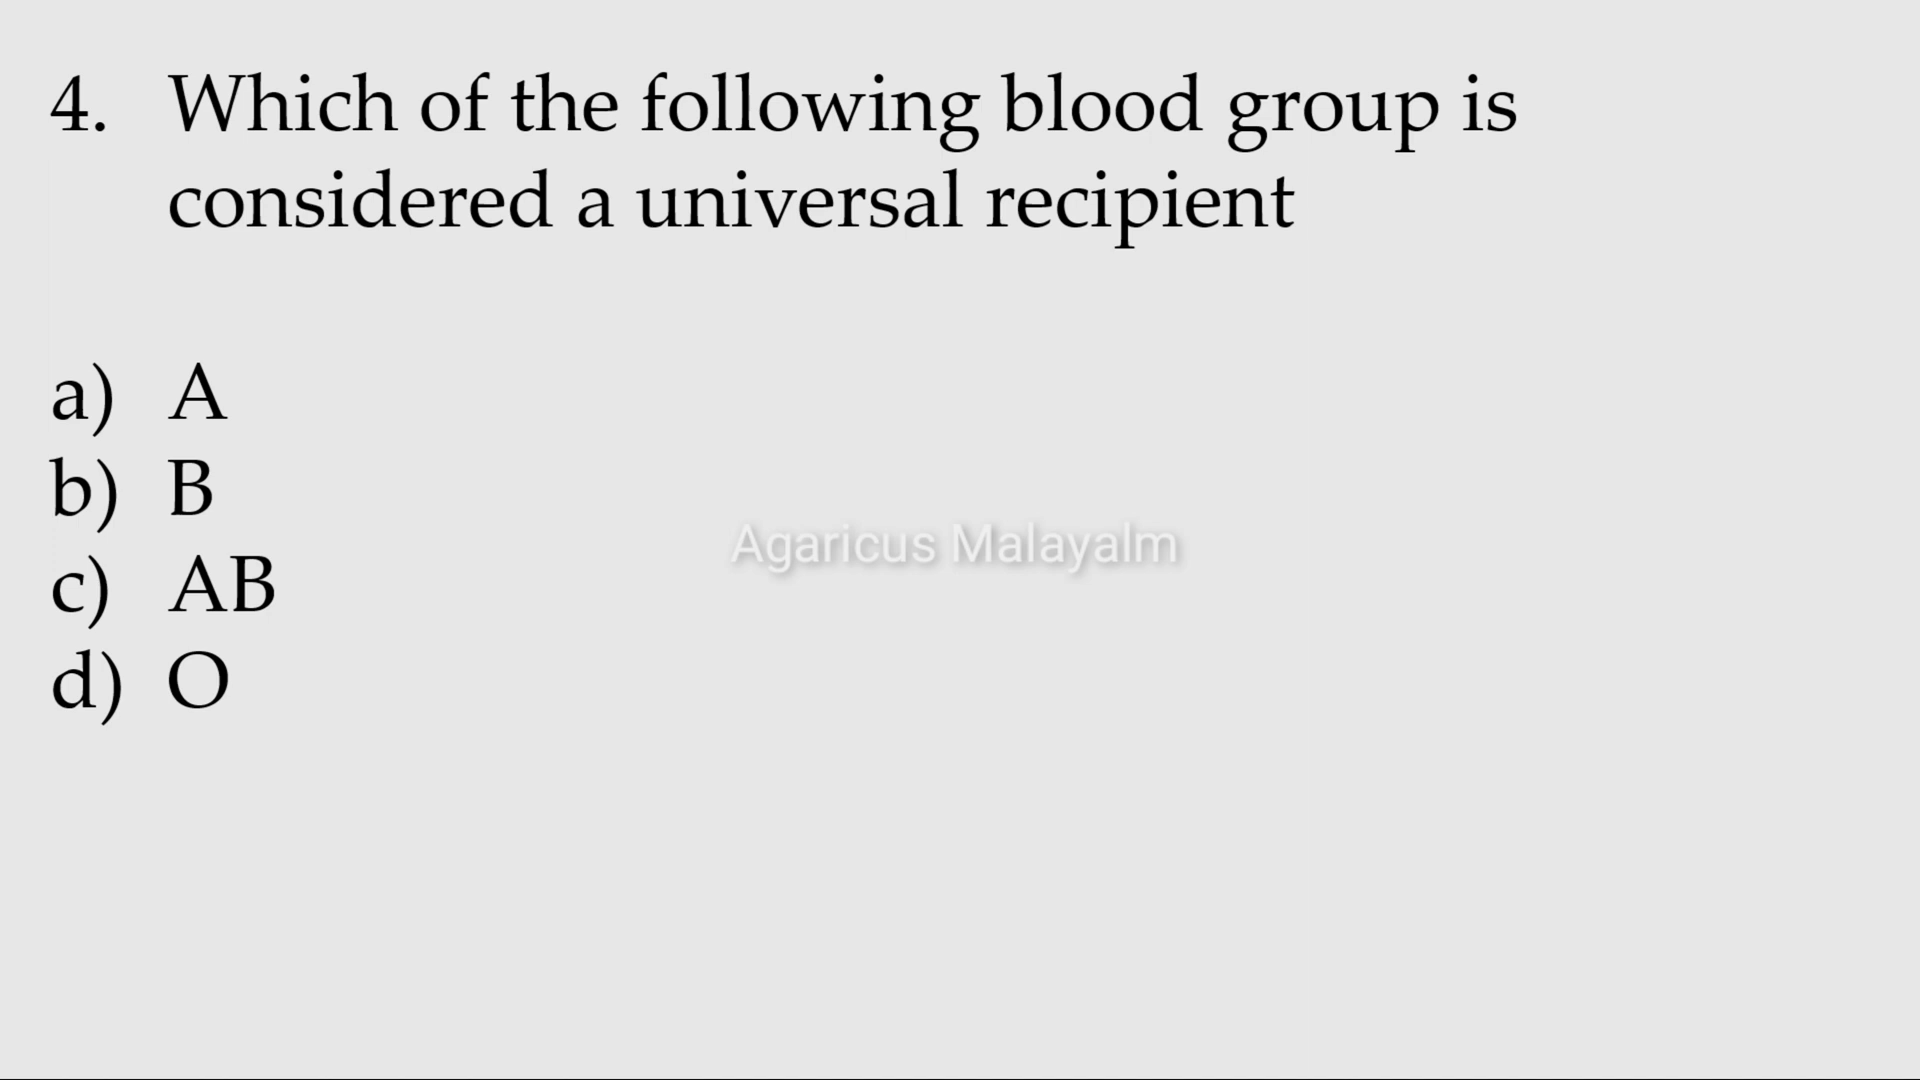 4. Which of the following blood group is
considered a universal recipient
a) A
b) B
c) AB
Agaricus Malayalm
d) O